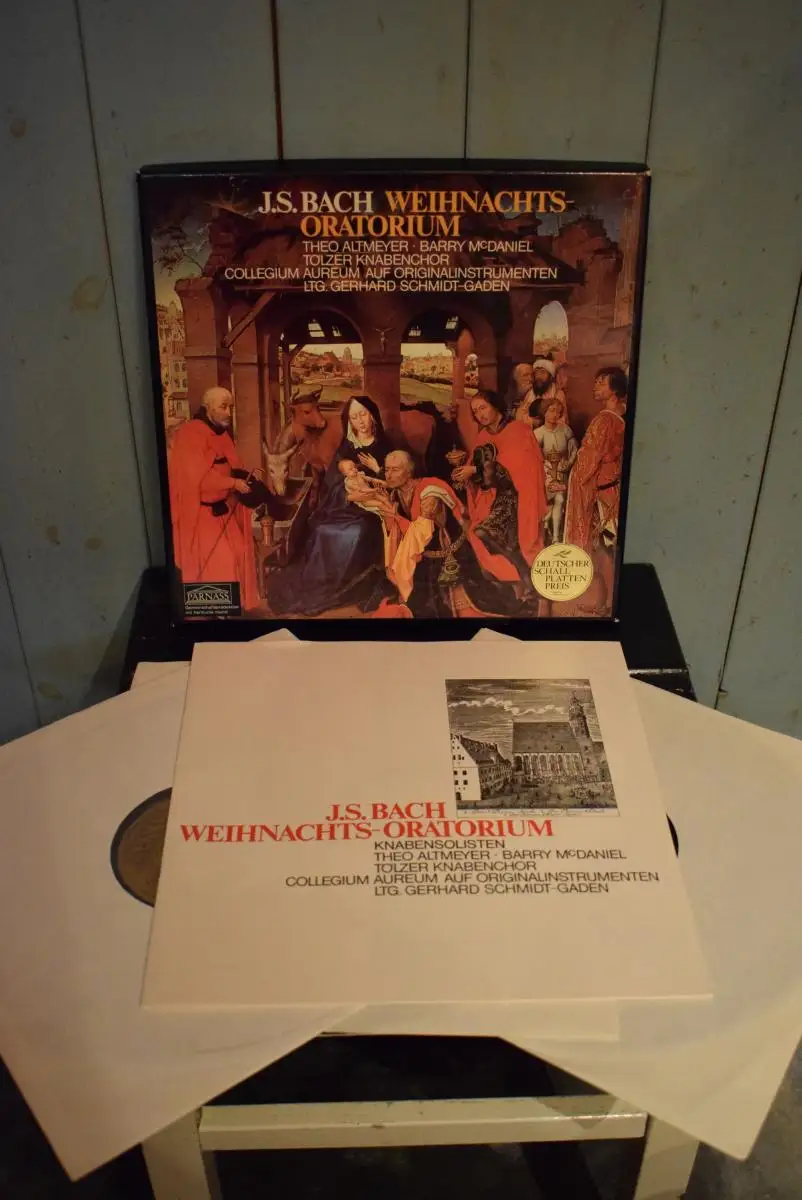 J.S. BACH WEIHNACHTS-
ORATORIUM
THEO ALTMEYER · BARRY McDANIEL
TÖLZER KNABENCHOR
COLLEGIUM AUREUM AUF ORIGINALINSTRUMENTEN
LTG. GERHARD SCHMIDT-GADEN
DEUTSCHER
SCHALL
PLATTEN
PREIS
PARNASS
J.S. BACH
WEIHNACHTS-ORATORIUM
KNABENSOLISTEN
THEO ALTMEYER · BARRY McDANIEL
TÖLZER KNABENCHOR
COLLEGIUM AUREUM AUF ORIGINALINSTRUMENTEN
LTG. GERHARD SCHMIDT-GADEN